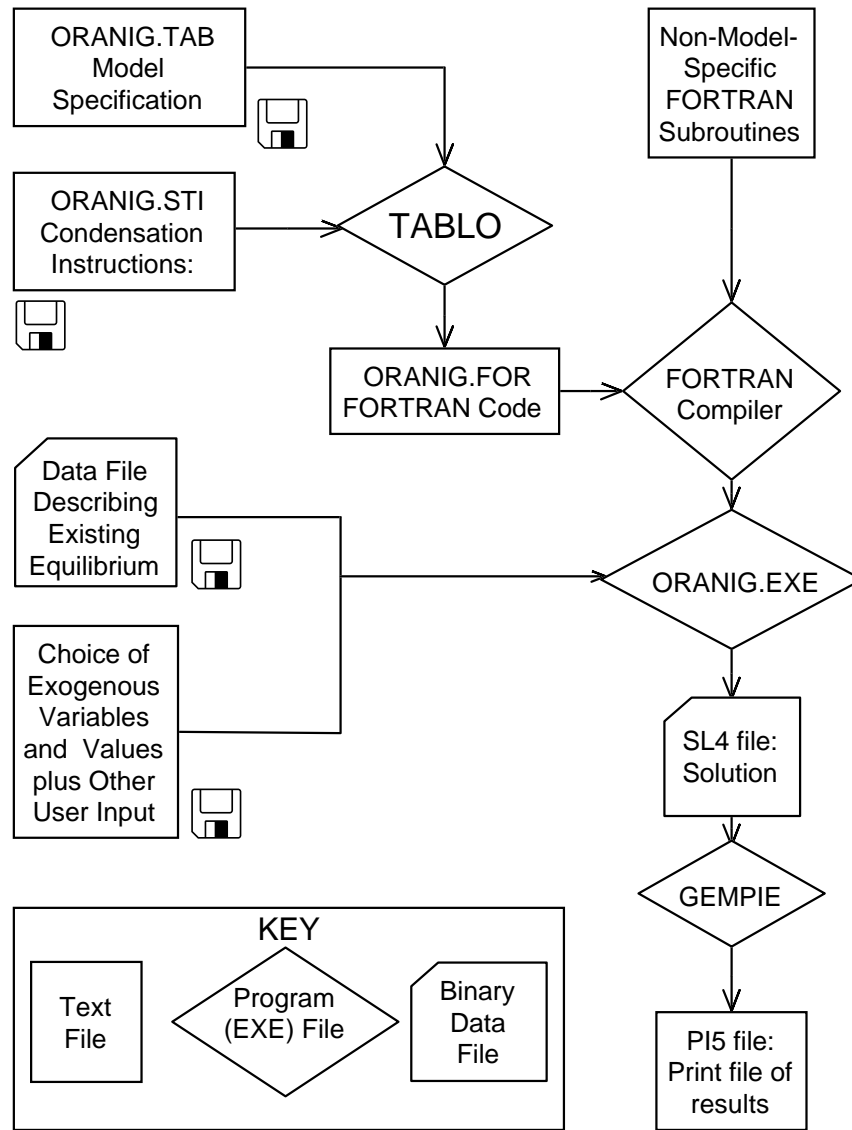 ORANIG.TAB
Model
Specification
Non-Model-
Specific
FORTRAN
Subroutines
ORANIG.STI
Condensation
Instructions:
TABLO
ORANIG.FOR
FORTRAN Code
FORTRAN
Compiler
Data File
Describing
Existing
Equilibrium
ORANIG.EXE
Choice of
Exogenous
Variables
and Values
plus Other
User Input
SL4 file:
Solution
GEMPIE
PI5 file:
Print file of
results
KEY
Text
File
Program
(EXE) File
Binary
Data
File